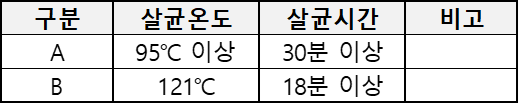 구분 살균온도 살균시간 비고
A 95℃ 이상 30분 이상
B 121℃ 18분 이상